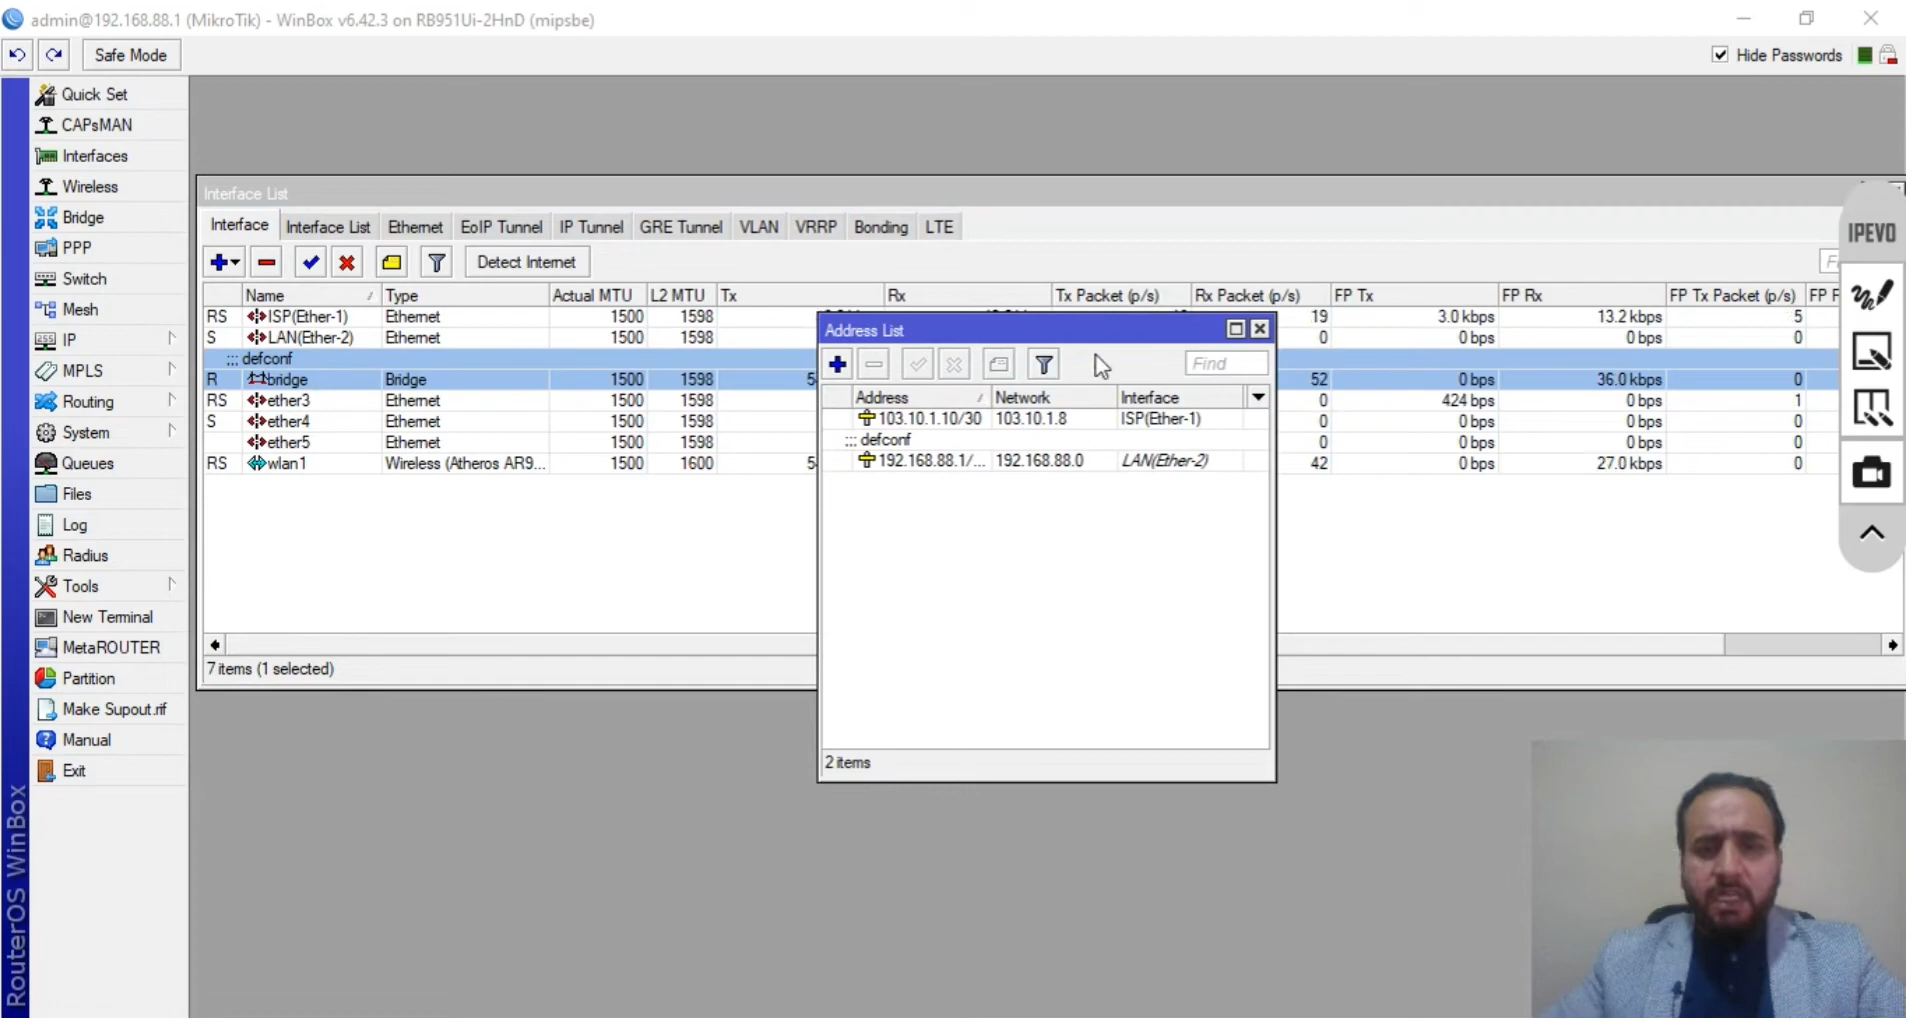 admin@192.168.88.1 (MikroTik) - WinBox v6.42.3 on RB951Ui-2HnD (mipsbe)
Safe Mode
Hide Passwords
Quick Set
CAPsMAN
Interfaces
Wireless
Bridge
PPP
Switch
Mesh
IP
MPLS
Routing
System
Queues
Files
Log
Radius
Tools
New Terminal
MetaROUTER
Partition
Make Supout.rif
Manual
Exit
RouterOS WinBox
Interface List
Interface Interface List Ethernet EoIP Tunnel IP Tunnel GRE Tunnel VLAN VRRP Bonding LTE
Detect Internet
Name Type Actual MTU L2 MTU Tx Rx Tx Packet (p/s) Rx Packet (p/s) FP Tx FP Rx FP Tx Packet (p/s)
RS ISP(Ether-1) Ethernet 1500 1598 19 3.0 kbps 13.2 kbps 5
S LAN(Ether-2) Ethernet 1500 1598 0 0 bps 0 bps 0
::: defconf
R bridge Bridge 1500 1598 52 0 bps 36.0 kbps 0
RS ether3 Ethernet 1500 1598 0 424 bps 0 bps 1
S ether4 Ethernet 1500 1598 0 0 bps 0 bps 0
ether5 Ethernet 1500 1598 0 0 bps 0 bps 0
RS wlan1 Wireless (Atheros AR9... 1500 1600 42 0 bps 27.0 kbps 0
7 items (1 selected)
Address List
Find
Address Network Interface
103.10.1.10/30 103.10.1.8 ISP(Ether-1)
::: defconf
192.168.88.1/... 192.168.88.0 LAN(Ether-2)
2 items
IPEVO